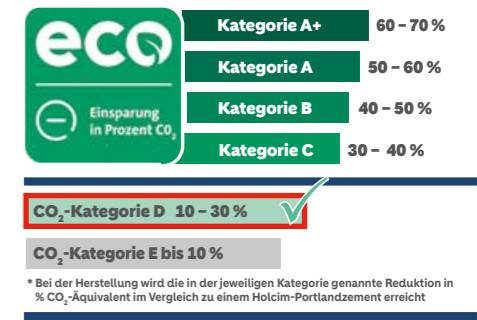 eco
Einsparung
in Prozent CO₂
Kategorie A+ 60 – 70 %
Kategorie A 50 – 60 %
Kategorie B 40 – 50 %
Kategorie C 30 – 40 %
CO₂-Kategorie D 10 – 30 %
CO₂-Kategorie E bis 10 %
* Bei der Herstellung wird die in der jeweiligen Kategorie genannte Reduktion in
% CO₂-Äquivalent im Vergleich zu einem Holcim-Portlandzement erreicht